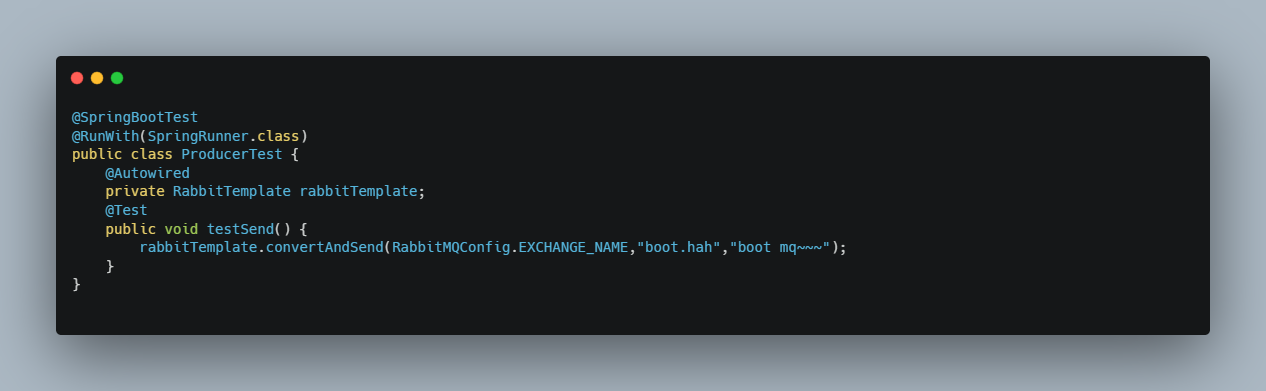 @SpringBootTest
@RunWith(SpringRunner.class)
public class ProducerTest {
    @Autowired
    private RabbitTemplate rabbitTemplate;
    @Test
    public void testSend() {
        rabbitTemplate.convertAndSend(RabbitMQConfig.EXCHANGE_NAME,"boot.hah","boot mq~~~");
    }
}